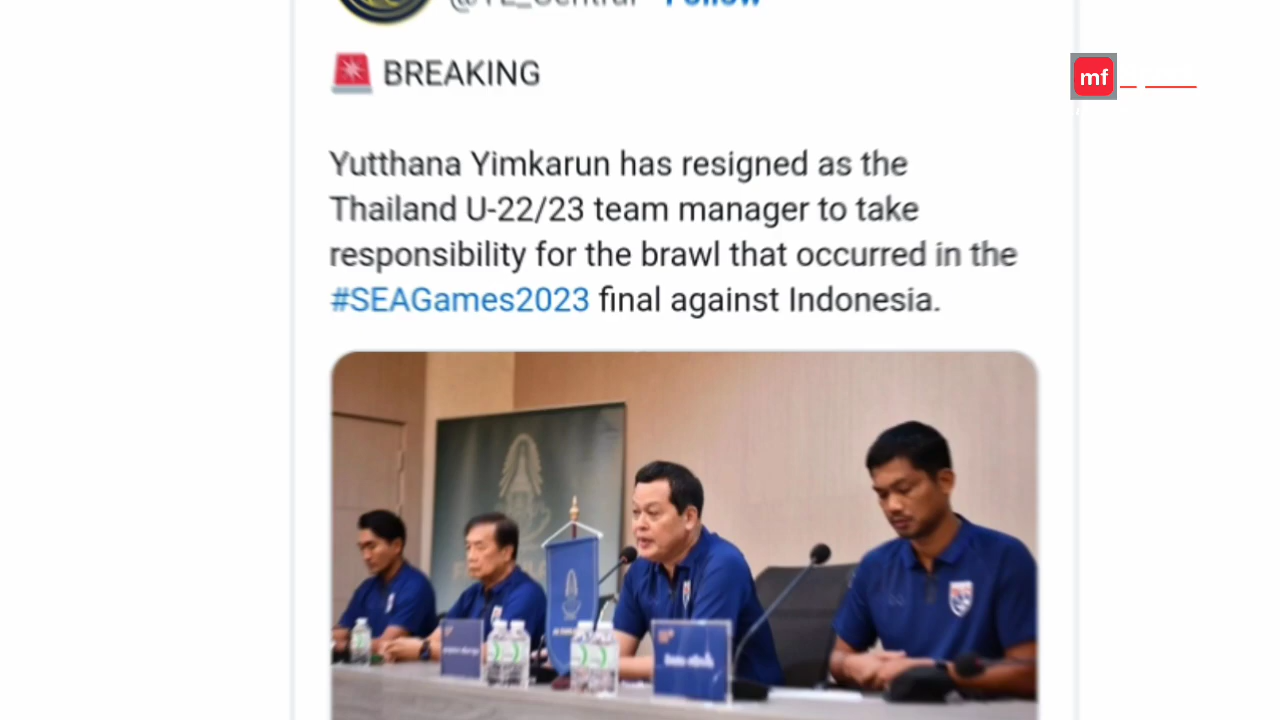 BREAKING
Yutthana Yimkarun has resigned as the
Thailand U-22/23 team manager to take
responsibility for the brawl that occurred in the
#SEAGames2023 final against Indonesia.
mf